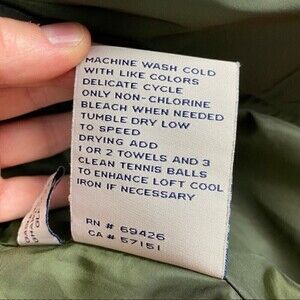 MACHINE WASH COLD
WITH LIKE COLORS
DELICATE CYCLE
ONLY NON-CHLORINE
BLEACH WHEN NEEDED
TUMBLE DRY LOW
TO SPEED
DRYING ADD
1 OR 2 TOWELS AND 3
CLEAN TENNIS BALLS
TO ENHANCE LOFT COOL
IRON IF NECESSARY
RN # 69426
CA # 57151